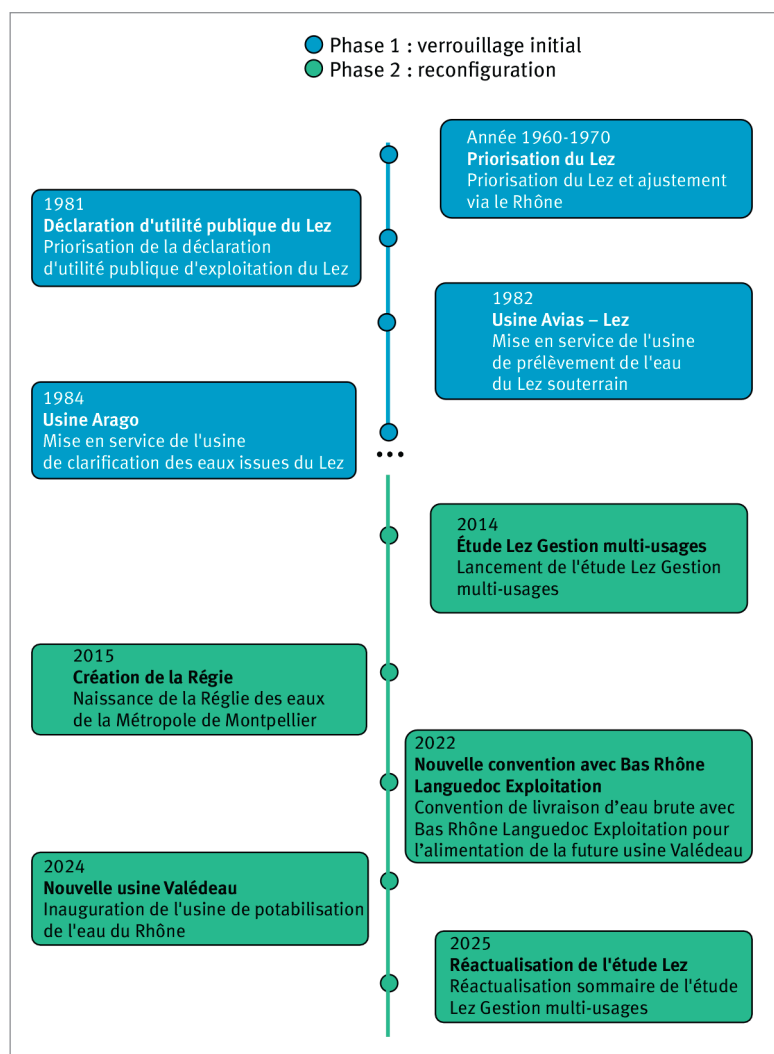 Phase 1 : verrouillage initial
Phase 2 : reconfiguration
Année 1960-1970
Priorisation du Lez
Priorisation du Lez et ajustement
via le Rhône
1981
Déclaration d'utilité publique du Lez
Priorisation de la déclaration
d'utilité publique d'exploitation du Lez
1982
Usine Avias – Lez
Mise en service de l'usine
de prélèvement de l'eau
du Lez souterrain
1984
Usine Arago
Mise en service de l'usine
de clarification des eaux issues du Lez
...
2014
Étude Lez Gestion multi-usages
Lancement de l'étude Lez Gestion
multi-usages
2015
Création de la Régie
Naissance de la Réglie des eaux
de la Métropole de Montpellier
2022
Nouvelle convention avec Bas Rhône
Languedoc Exploitation
Convention de livraison d’eau brute avec
Bas Rhône Languedoc Exploitation pour
l’alimentation de la future usine Valédeau
2024
Nouvelle usine Valédeau
Inauguration de l'usine de potabilisation
de l'eau du Rhône
2025
Réactualisation de l'étude Lez
Réactualisation sommaire de l'étude
Lez Gestion multi-usages